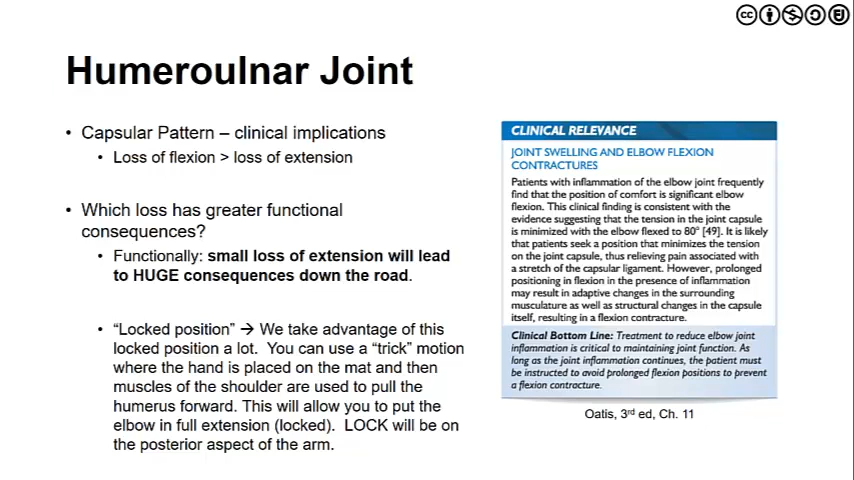 Humeroulnar Joint
• Capsular Pattern – clinical implications
• Loss of flexion > loss of extension
• Which loss has greater functional
consequences?
• Functionally: small loss of extension will lead
to HUGE consequences down the road.
• “Locked position” → We take advantage of this
locked position a lot. You can use a “trick” motion
where the hand is placed on the mat and then
muscles of the shoulder are used to pull the
humerus forward. This will allow you to put the
elbow in full extension (locked). LOCK will be on
the posterior aspect of the arm.
CLINICAL RELEVANCE
JOINT SWELLING AND ELBOW FLEXION
CONTRACTURES
Patients with inflammation of the elbow joint frequently
find that the position of comfort is significant elbow
flexion. This clinical finding is consistent with the
evidence suggesting that the tension in the joint capsule
is minimized with the elbow flexed to 80° [49]. It is likely
that patients seek a position that minimizes the tension
on the joint capsule, thus relieving pain associated with
a stretch of the capsular ligament. However, prolonged
positioning in flexion in the presence of inflammation
may result in adaptive changes in the surrounding
musculature as well as structural changes in the capsule
itself, resulting in a flexion contracture.
Clinical Bottom Line: Treatment to reduce elbow joint
inflammation is critical to maintaining joint function. As
long as the joint inflammation continues, the patient must
be instructed to avoid prolonged flexion positions to prevent
a flexion contracture.
Oatis, 3rd ed, Ch. 11